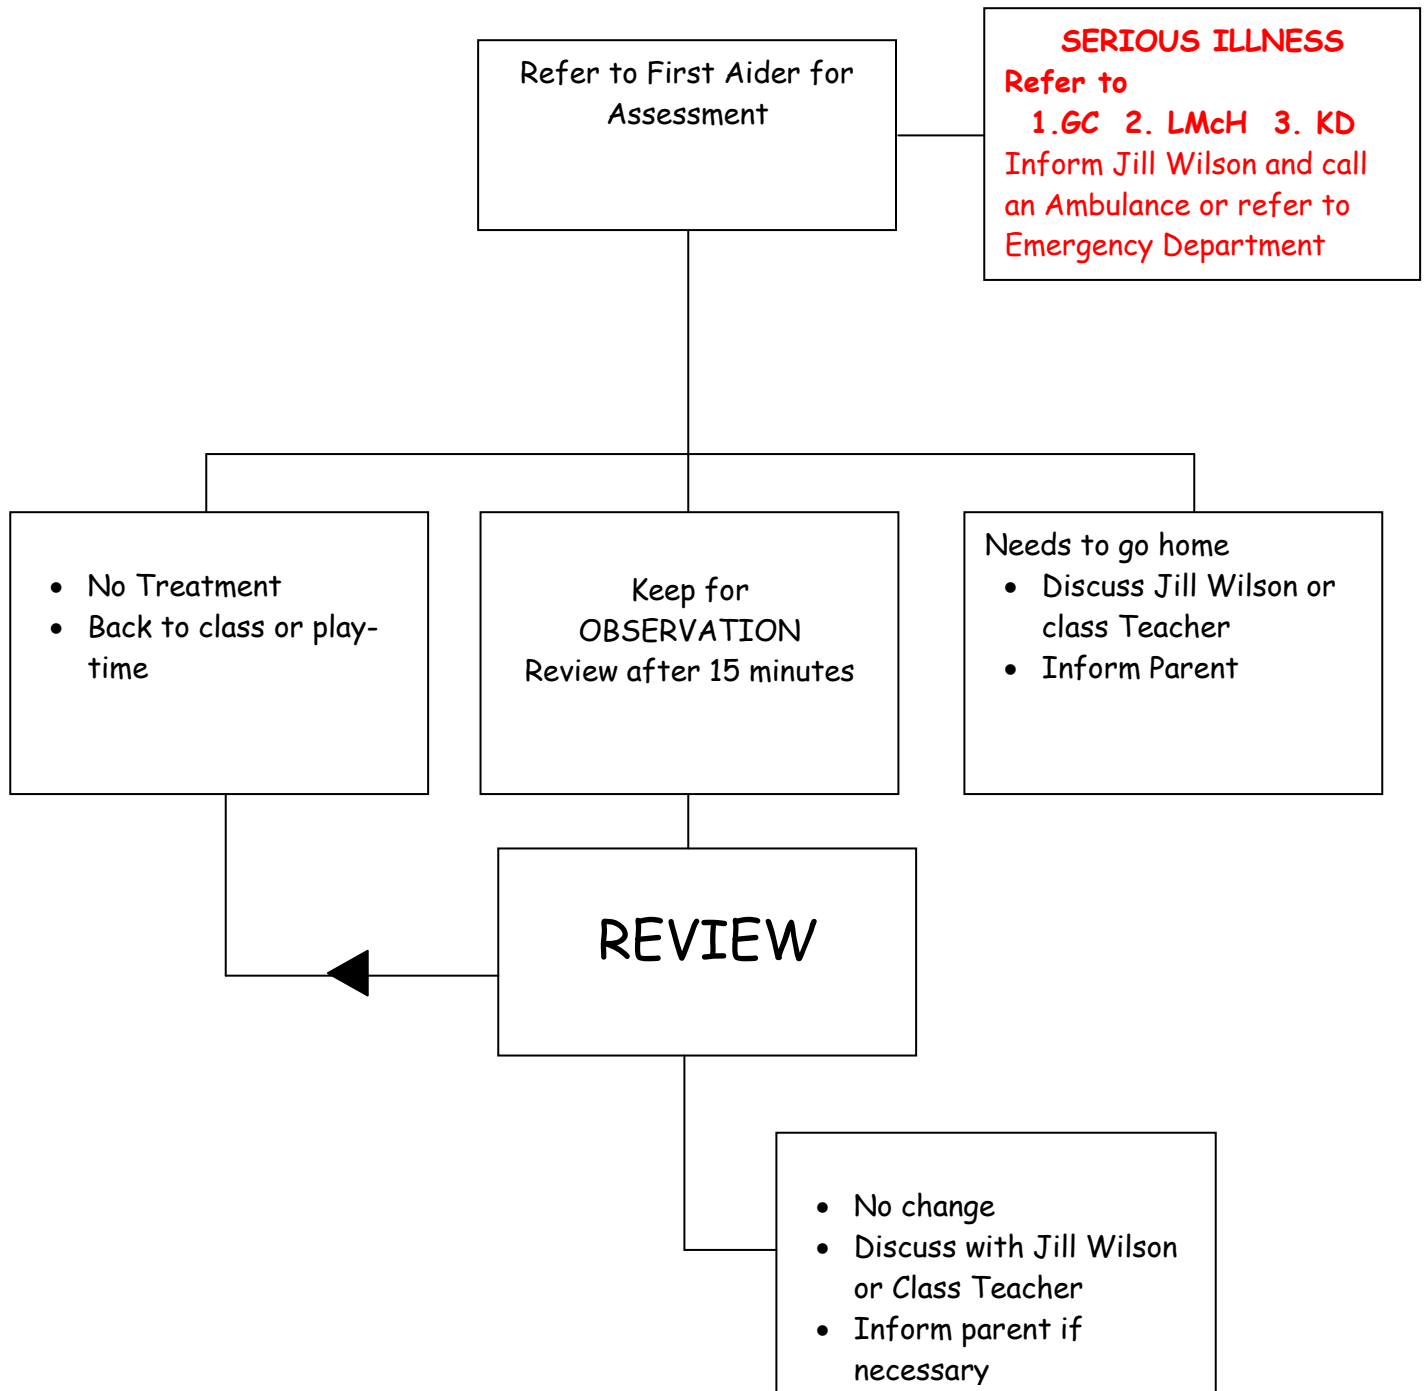 Refer to First Aider for
Assessment
SERIOUS ILLNESS
Refer to
1.GC 2. LMcH 3. KD
Inform Jill Wilson and call
an Ambulance or refer to
Emergency Department
• No Treatment
• Back to class or play-
time
Keep for
OBSERVATION
Review after 15 minutes
Needs to go home
• Discuss Jill Wilson or
class Teacher
• Inform Parent
REVIEW
• No change
• Discuss with Jill Wilson
or Class Teacher
• Inform parent if
necessary